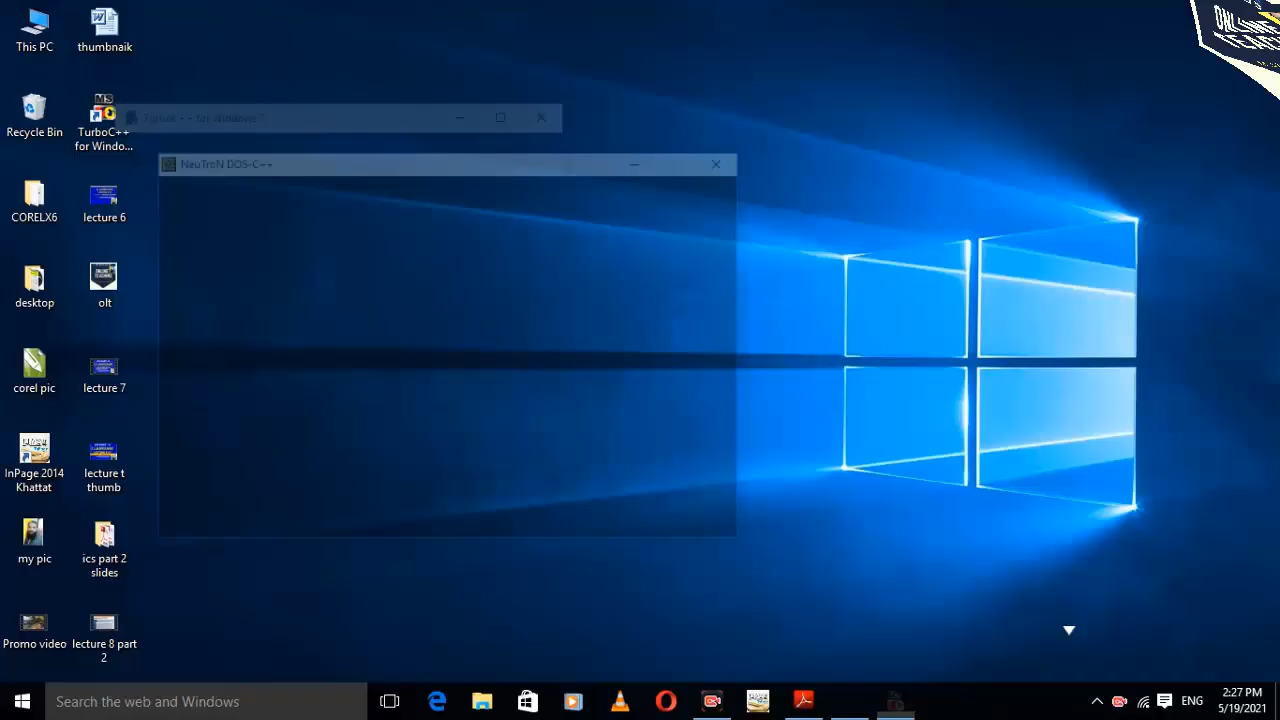 This PC
thumbnaik
Recycle Bin
TurboC++
for Windo...
NeuTroN DOS-C++
CORELX6
lecture 6
desktop
olt
corel pic
lecture 7
InPage 2014
Khattat
lecture t
thumb
my pic
ics part 2
slides
Promo video
lecture 8 part
2
Search the web and Windows
ENG
2:27 PM
5/19/2021